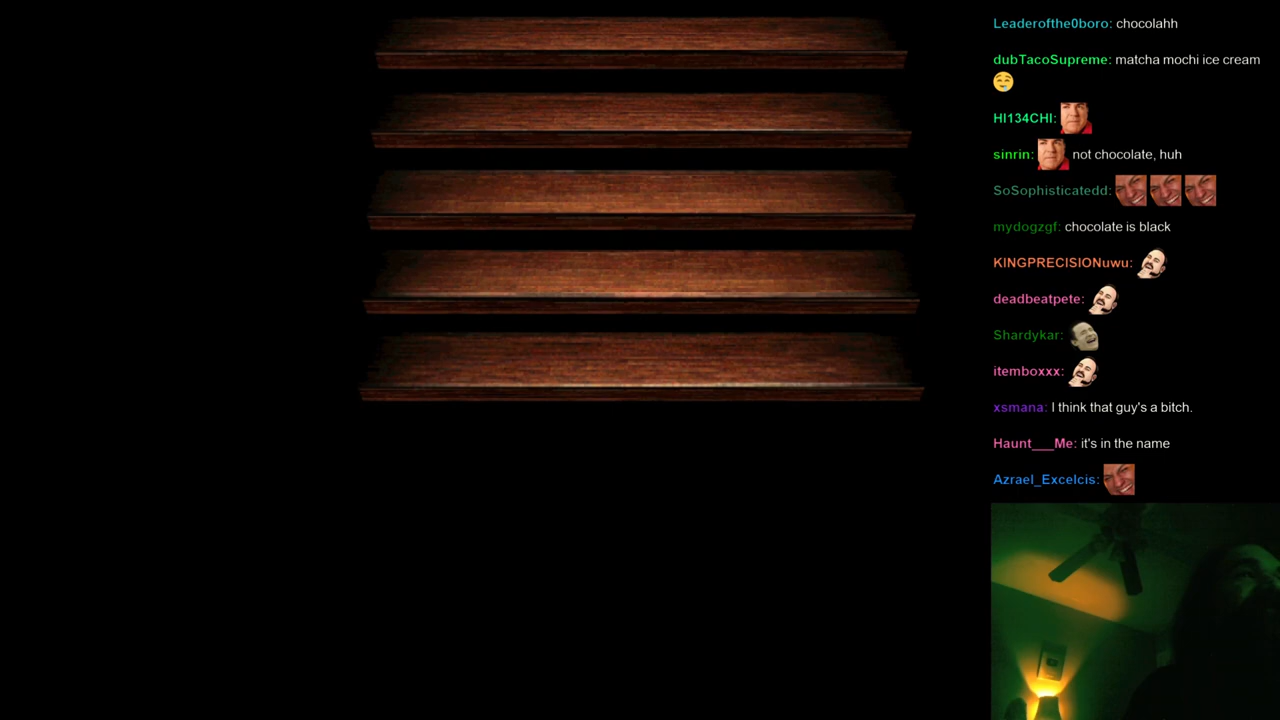 Leaderofthe0boro: chocolahh
dubTacoSupreme: matcha mochi ice cream
HI134CHI:
sinrin: not chocolate, huh
SoSophisticatedd:
mydogzgf: chocolate is black
KINGPRECISIONuwu:
deadbeatpete:
Shardykar:
itemboxxx:
xsmana: I think that guy's a bitch.
Haunt___Me: it's in the name
Azrael_Excelcis: